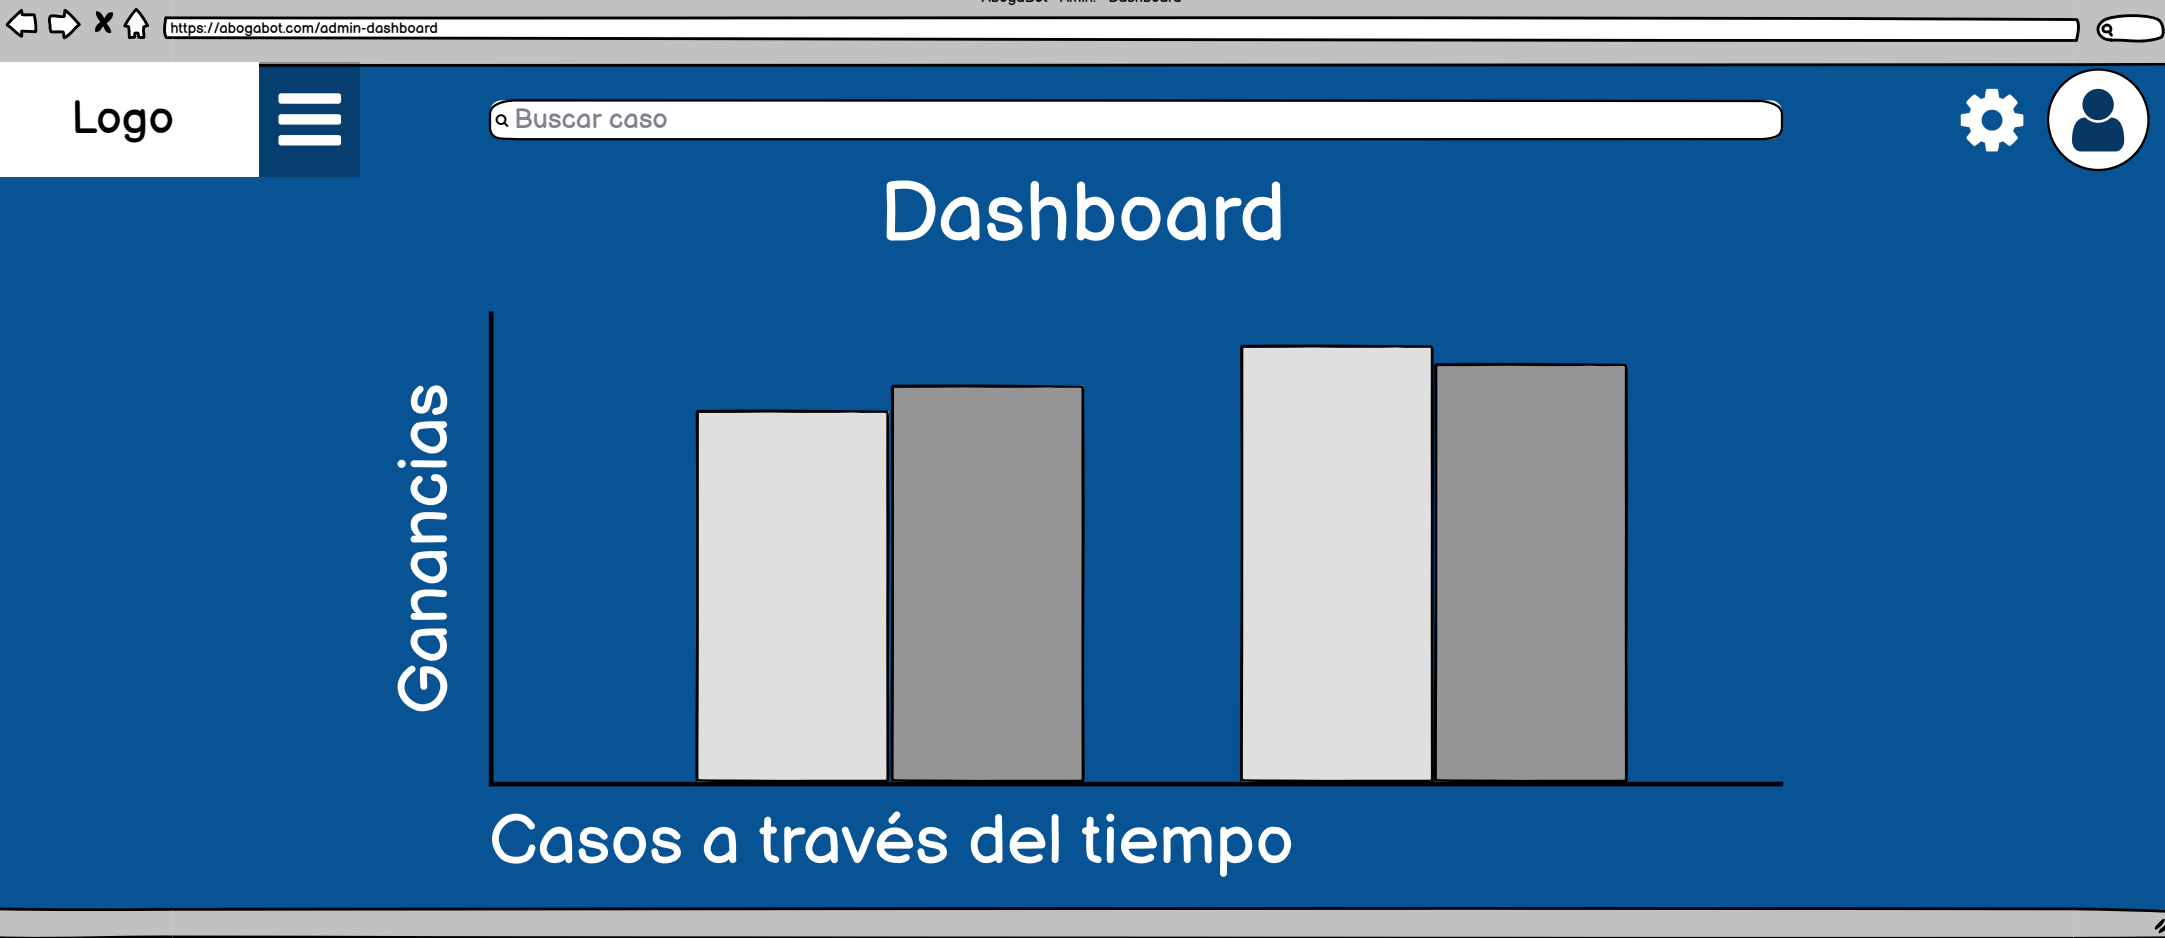 https://abogabot.com/admin-dashboard
Logo
Buscar caso
Dashboard
Ganancias
Casos a través del tiempo